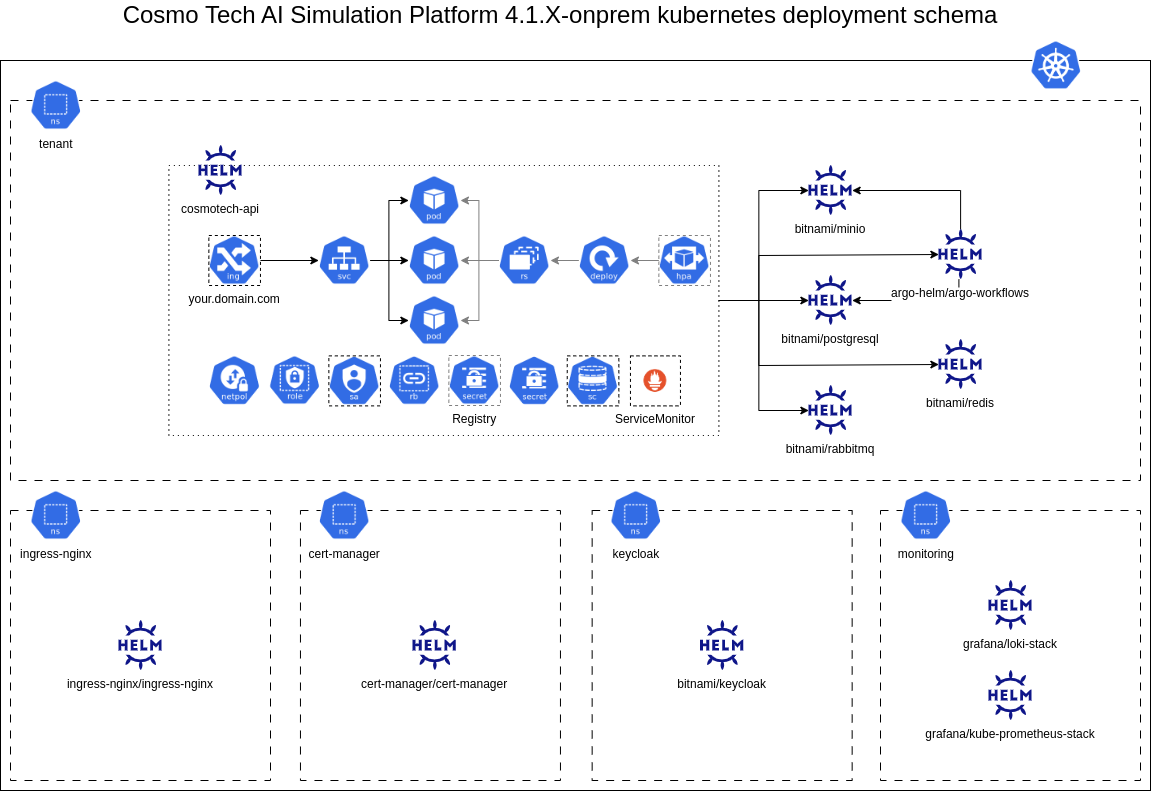 Cosmo Tech AI Simulation Platform 4.1.X-onprem kubernetes deployment schema
ns
tenant
HELM
cosmotech-api
ing
your.domain.com
svc
pod
pod
pod
rs
deploy
hpa
netpol
role
sa
rb
secret
Registry
secret
sc
ServiceMonitor
HELM
bitnami/minio
HELM
argo-helm/argo-workflows
HELM
bitnami/postgresql
HELM
bitnami/redis
HELM
bitnami/rabbitmq
ns
ingress-nginx
HELM
ingress-nginx/ingress-nginx
ns
cert-manager
HELM
cert-manager/cert-manager
ns
keycloak
HELM
bitnami/keycloak
ns
monitoring
HELM
grafana/loki-stack
HELM
grafana/kube-prometheus-stack